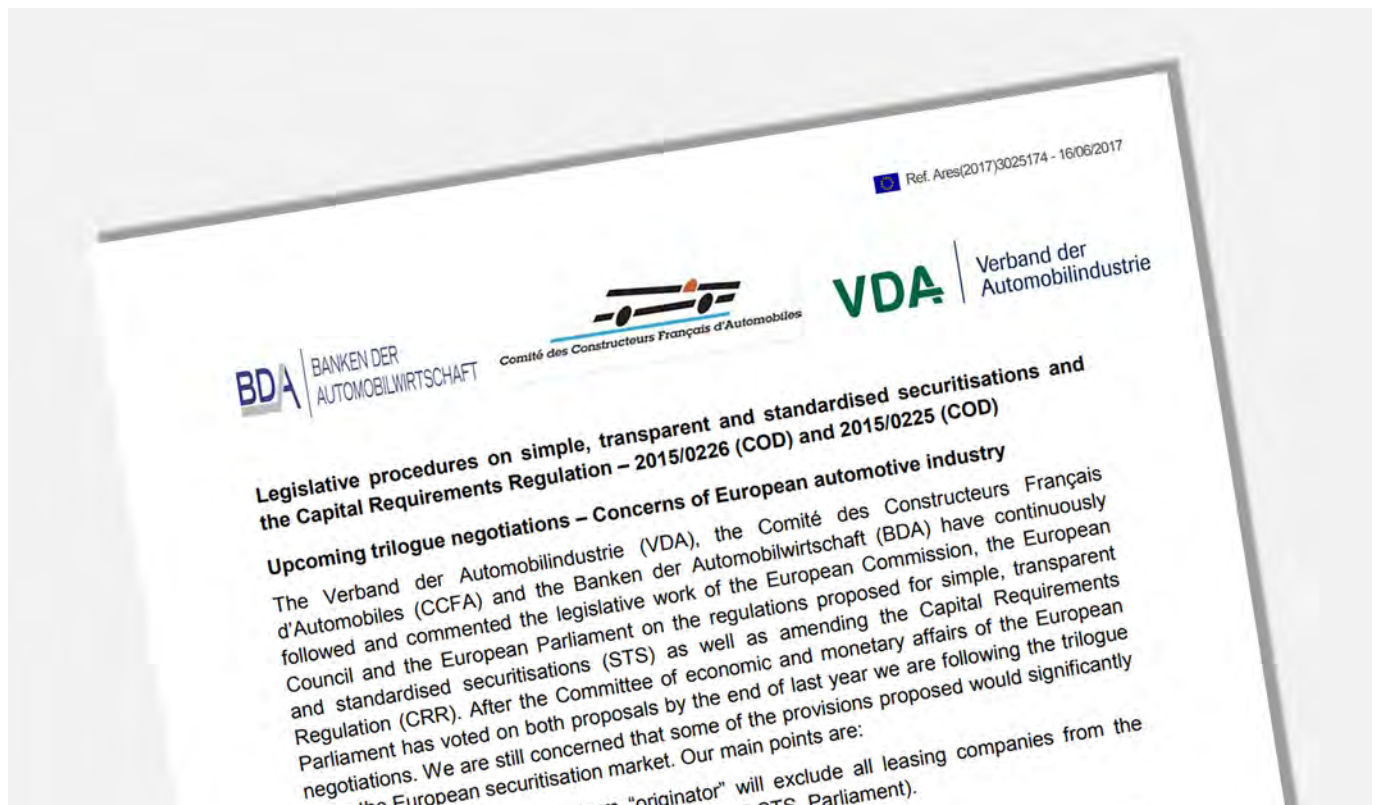 Ref. Ares(2017)3025174 - 16/06/2017
BDA BANKEN DER
AUTOMOBILWIRTSCHAFT
Comité des Constructeurs Français d'Automobiles
VDA Verband der
Automobilindustrie
Legislative procedures on simple, transparent and standardised securitisations and
the Capital Requirements Regulation – 2015/0226 (COD) and 2015/0225 (COD)
Upcoming trilogue negotiations – Concerns of European automotive industry
The Verband der Automobilindustrie (VDA), the Comité des Constructeurs Français
d'Automobiles (CCFA) and the Banken der Automobilwirtschaft (BDA) have continuously
followed and commented the legislative work of the European Commission, the European
Council and the European Parliament on the regulations proposed for simple, transparent
and standardised securitisations (STS) as well as amending the Capital Requirements
Regulation (CRR). After the Committee of economic and monetary affairs of the European
Parliament has voted on both proposals by the end of last year we are following the trilogue
negotiations. We are still concerned that some of the provisions proposed would significantly
the European securitisation market. Our main points are:
"originator" will exclude all leasing companies from the
STS, Parliament).